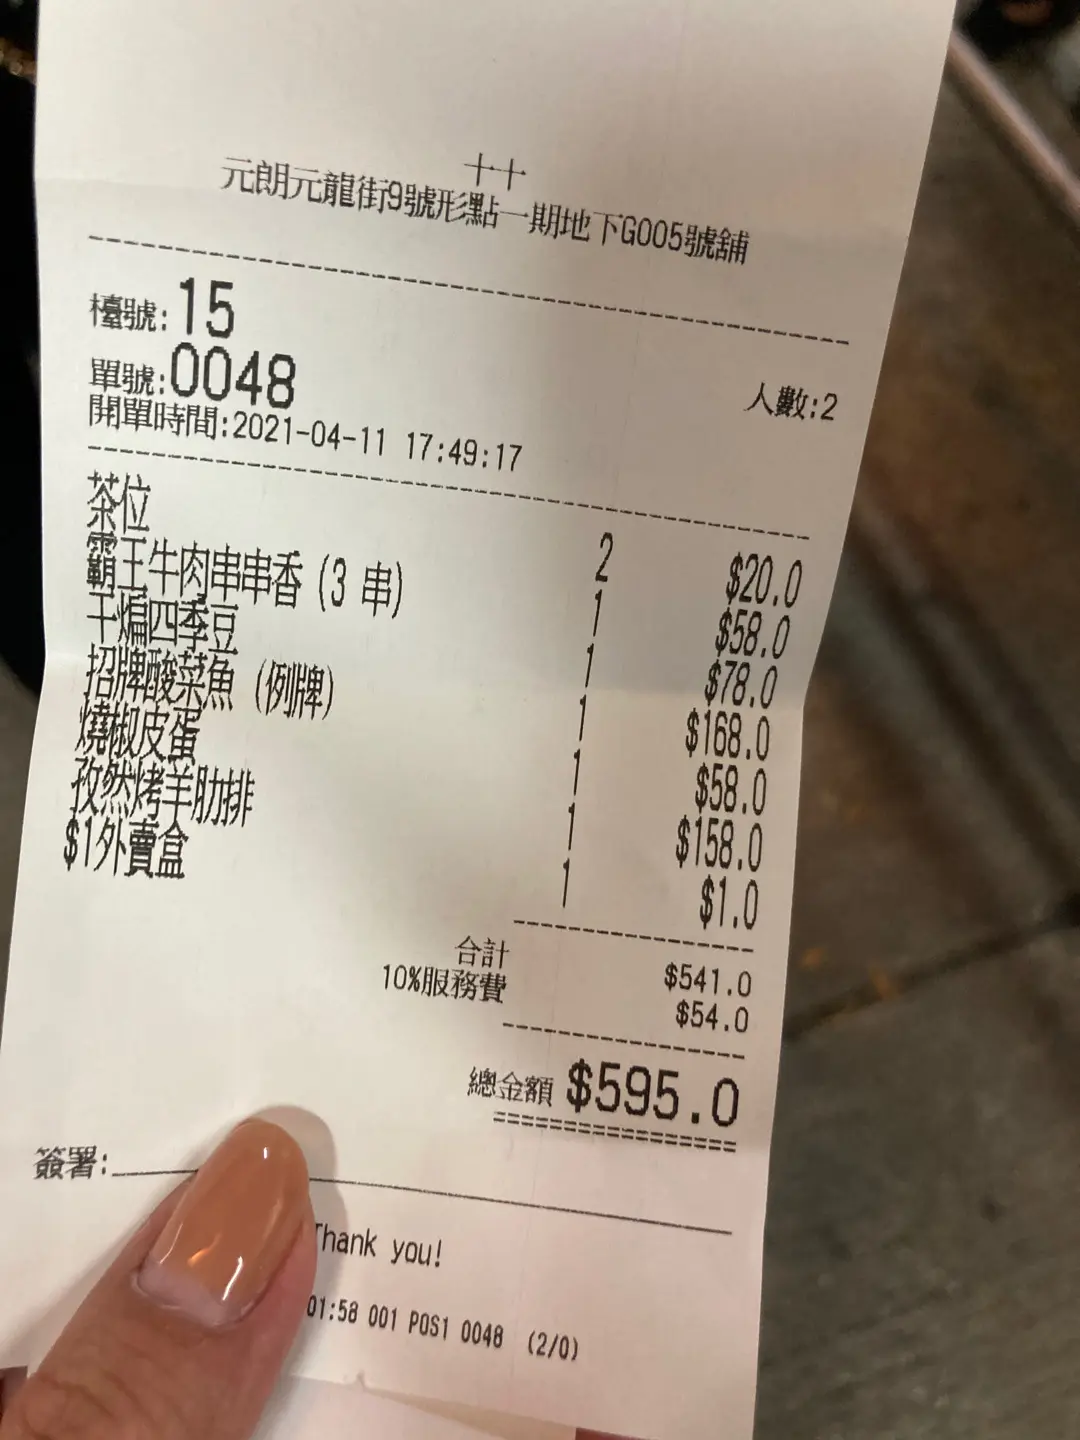 十十
元朗元龍街9號形點一期地下G005號舖
檯號:15
單號:0048 人數:2
開單時間:2021-04-11 17:49:17
茶位 2 $20.0
霸王牛肉串串香 (3 串) 1 $58.0
干煸四季豆 1 $78.0
招牌酸菜魚 (例牌) 1 $168.0
燒椒皮蛋 1 $58.0
孜然烤羊肋排 1 $158.0
$1外賣盒 1 $1.0
合計 $541.0
10%服務費 $54.0
總金額 $595.0
簽署:
Thank you!
01:58 001 POS1 0048 (2/0)